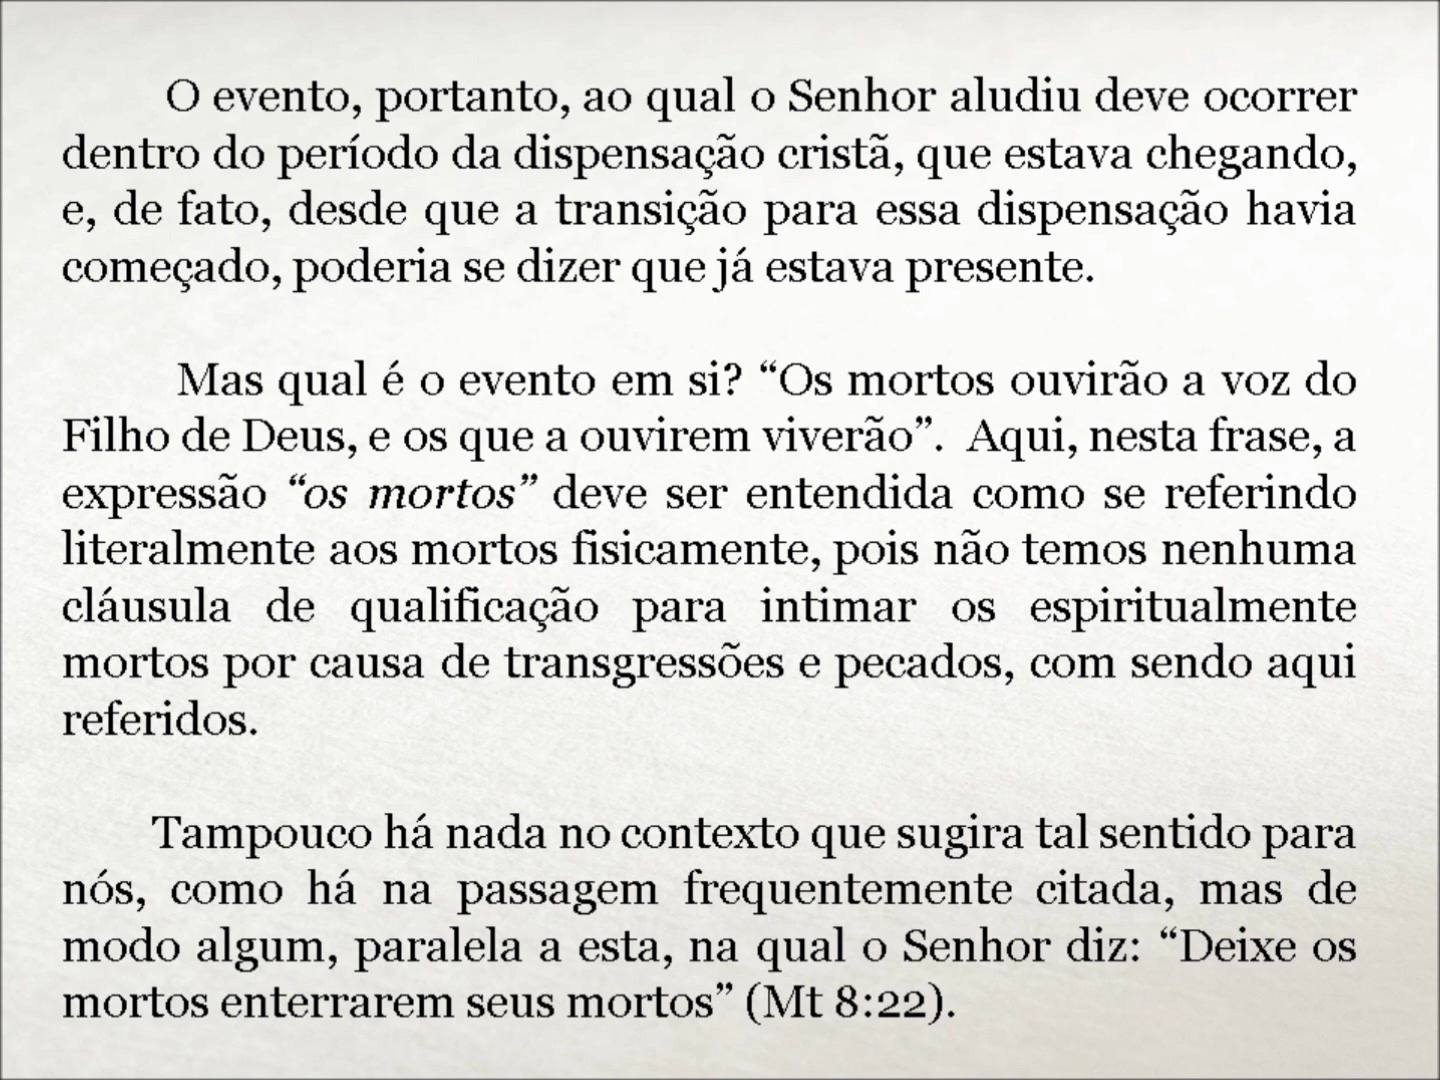 O evento, portanto, ao qual o Senhor aludiu deve ocorrer
dentro do período da dispensação cristã, que estava chegando,
e, de fato, desde que a transição para essa dispensação havia
começado, poderia se dizer que já estava presente.
Mas qual é o evento em si? “Os mortos ouvirão a voz do
Filho de Deus, e os que a ouvirem viverão”. Aqui, nesta frase, a
expressão “os mortos” deve ser entendida como se referindo
literalmente aos mortos fisicamente, pois não temos nenhuma
cláusula de qualificação para intimar os espiritualmente
mortos por causa de transgressões e pecados, com sendo aqui
referidos.
Tampouco há nada no contexto que sugira tal sentido para
nós, como há na passagem frequentemente citada, mas de
modo algum, paralela a esta, na qual o Senhor diz: “Deixe os
mortos enterrarem seus mortos” (Mt 8:22).